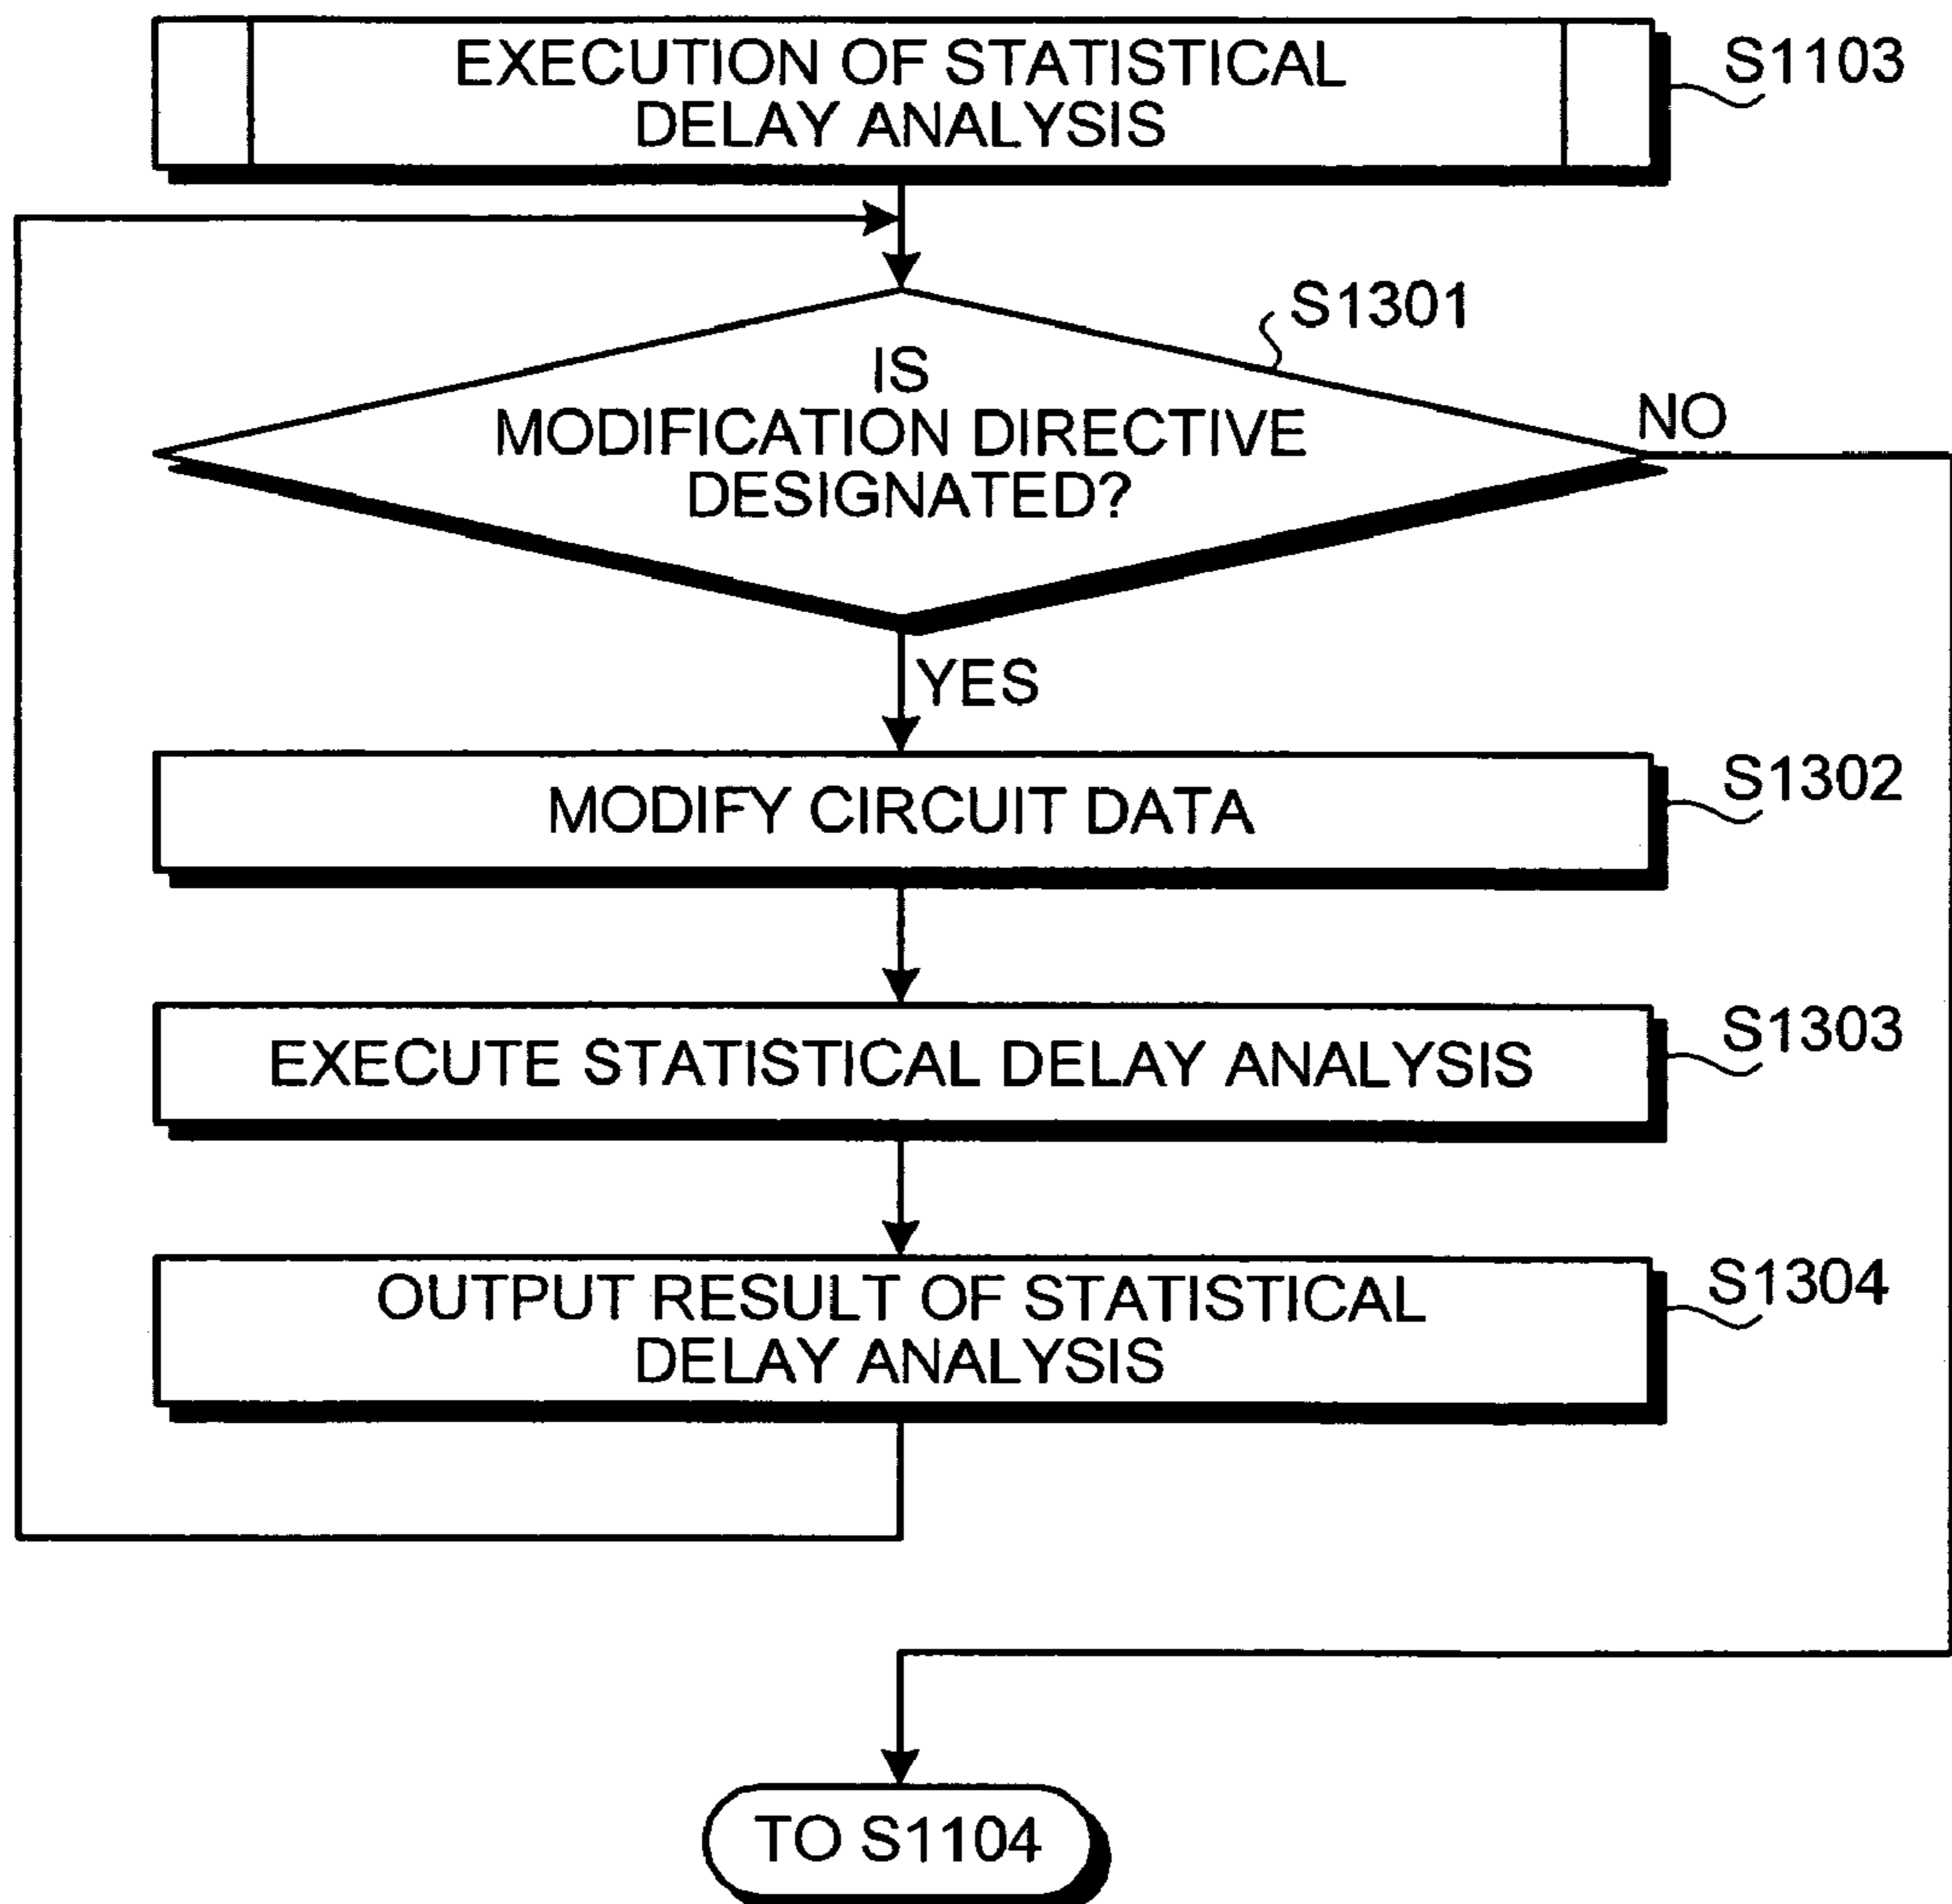 EXECUTION OF STATISTICAL
DELAY ANALYSIS
S1103
S1301
IS
MODIFICATION DIRECTIVE
DESIGNATED?
NO
YES
MODIFY CIRCUIT DATA
S1302
EXECUTE STATISTICAL DELAY ANALYSIS
S1303
OUTPUT RESULT OF STATISTICAL
DELAY ANALYSIS
S1304
TO S1104